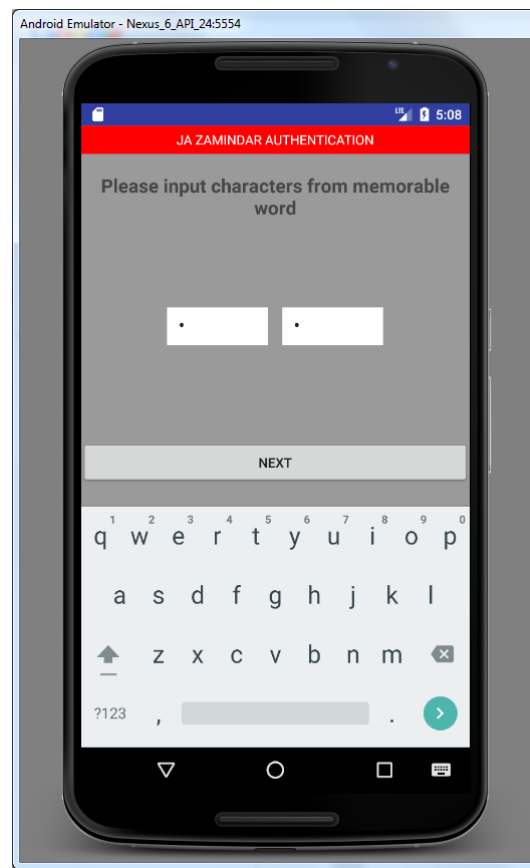 Android Emulator - Nexus_6_API_24:5554
LTE 5:08
JA ZAMINDAR AUTHENTICATION
Please input characters from memorable
word
• •
NEXT
1 2 3 4 5 6 7 8 9 0
q w e r t y u i o p
a s d f g h j k l
z x c v b n m
?123 , .